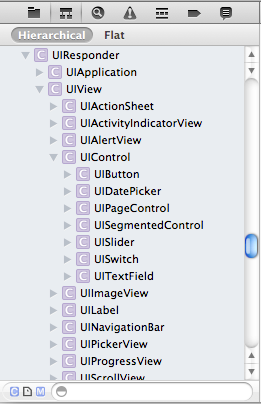 Hierarchical Flat
C UIResponder
C UIApplication
C UIView
C UIActionSheet
C UIActivityIndicatorView
C UIAlertView
C UIControl
C UIButton
C UIDatePicker
C UIPageControl
C UISegmentedControl
C UISlider
C UISwitch
C UITextField
C UIImageView
C UILabel
C UINavigationBar
C UIPickerView
C UIProgressView
C UIScrollView
C M